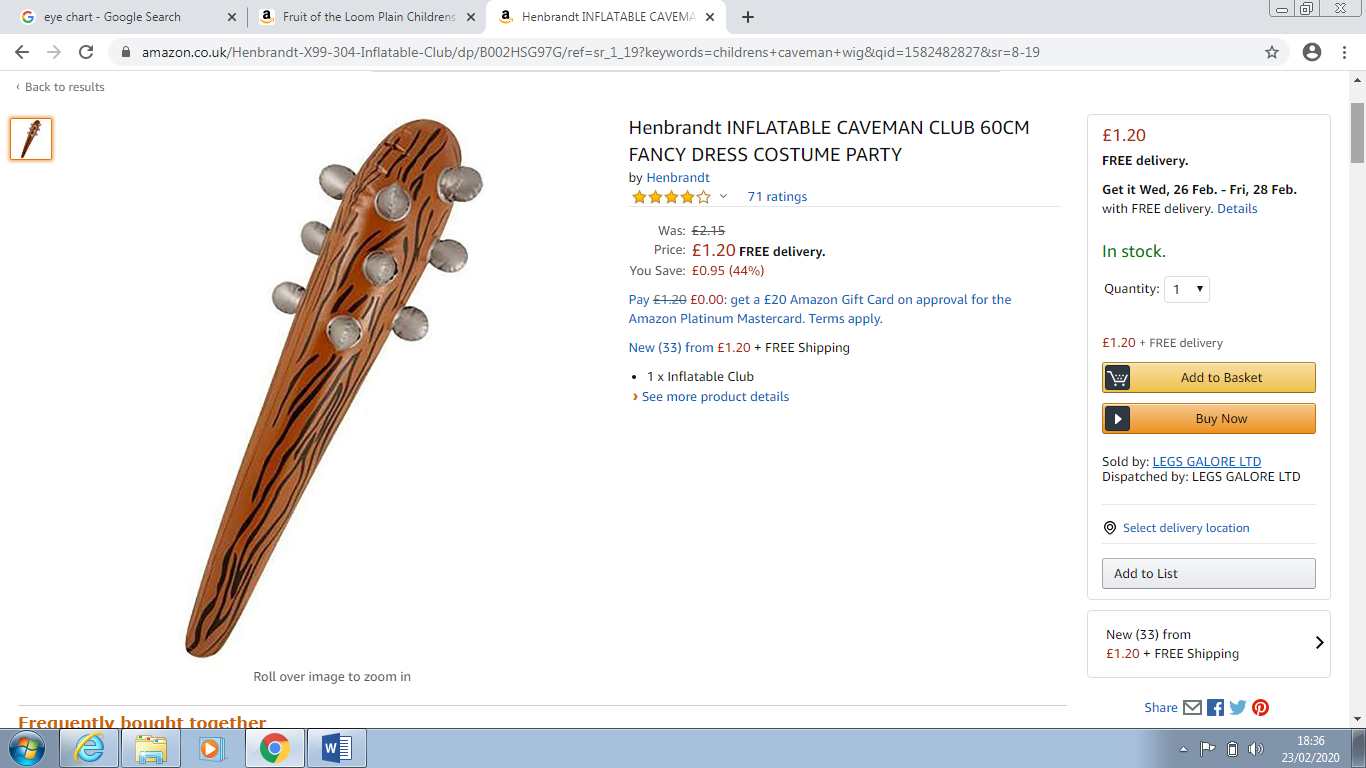 eye chart - Google Search
Fruit of the Loom Plain Childrens
Henbrandt INFLATABLE CAVEMA
amazon.co.uk/Henbrandt-X99-304-Inflatable-Club/dp/B002HSG97G/ref=sr_1_19?keywords=childrens+caveman+wig&qid=1582482827&sr=8-19
‹ Back to results
Henbrandt INFLATABLE CAVEMAN CLUB 60CM
FANCY DRESS COSTUME PARTY
by Henbrandt
71 ratings
Was: £2.15
Price: £1.20 FREE delivery.
You Save: £0.95 (44%)
Pay £1.20 £0.00: get a £20 Amazon Gift Card on approval for the
Amazon Platinum Mastercard. Terms apply.
New (33) from £1.20 + FREE Shipping
• 1 x Inflatable Club
› See more product details
Roll over image to zoom in
Frequently bought together
£1.20
FREE delivery.
Get it Wed, 26 Feb. - Fri, 28 Feb.
with FREE delivery. Details
In stock.
Quantity: 1
£1.20 + FREE delivery
Add to Basket
Buy Now
Sold by: LEGS GALORE LTD
Dispatched by: LEGS GALORE LTD
Select delivery location
Add to List
New (33) from
£1.20 + FREE Shipping
Share
18:36
23/02/2020